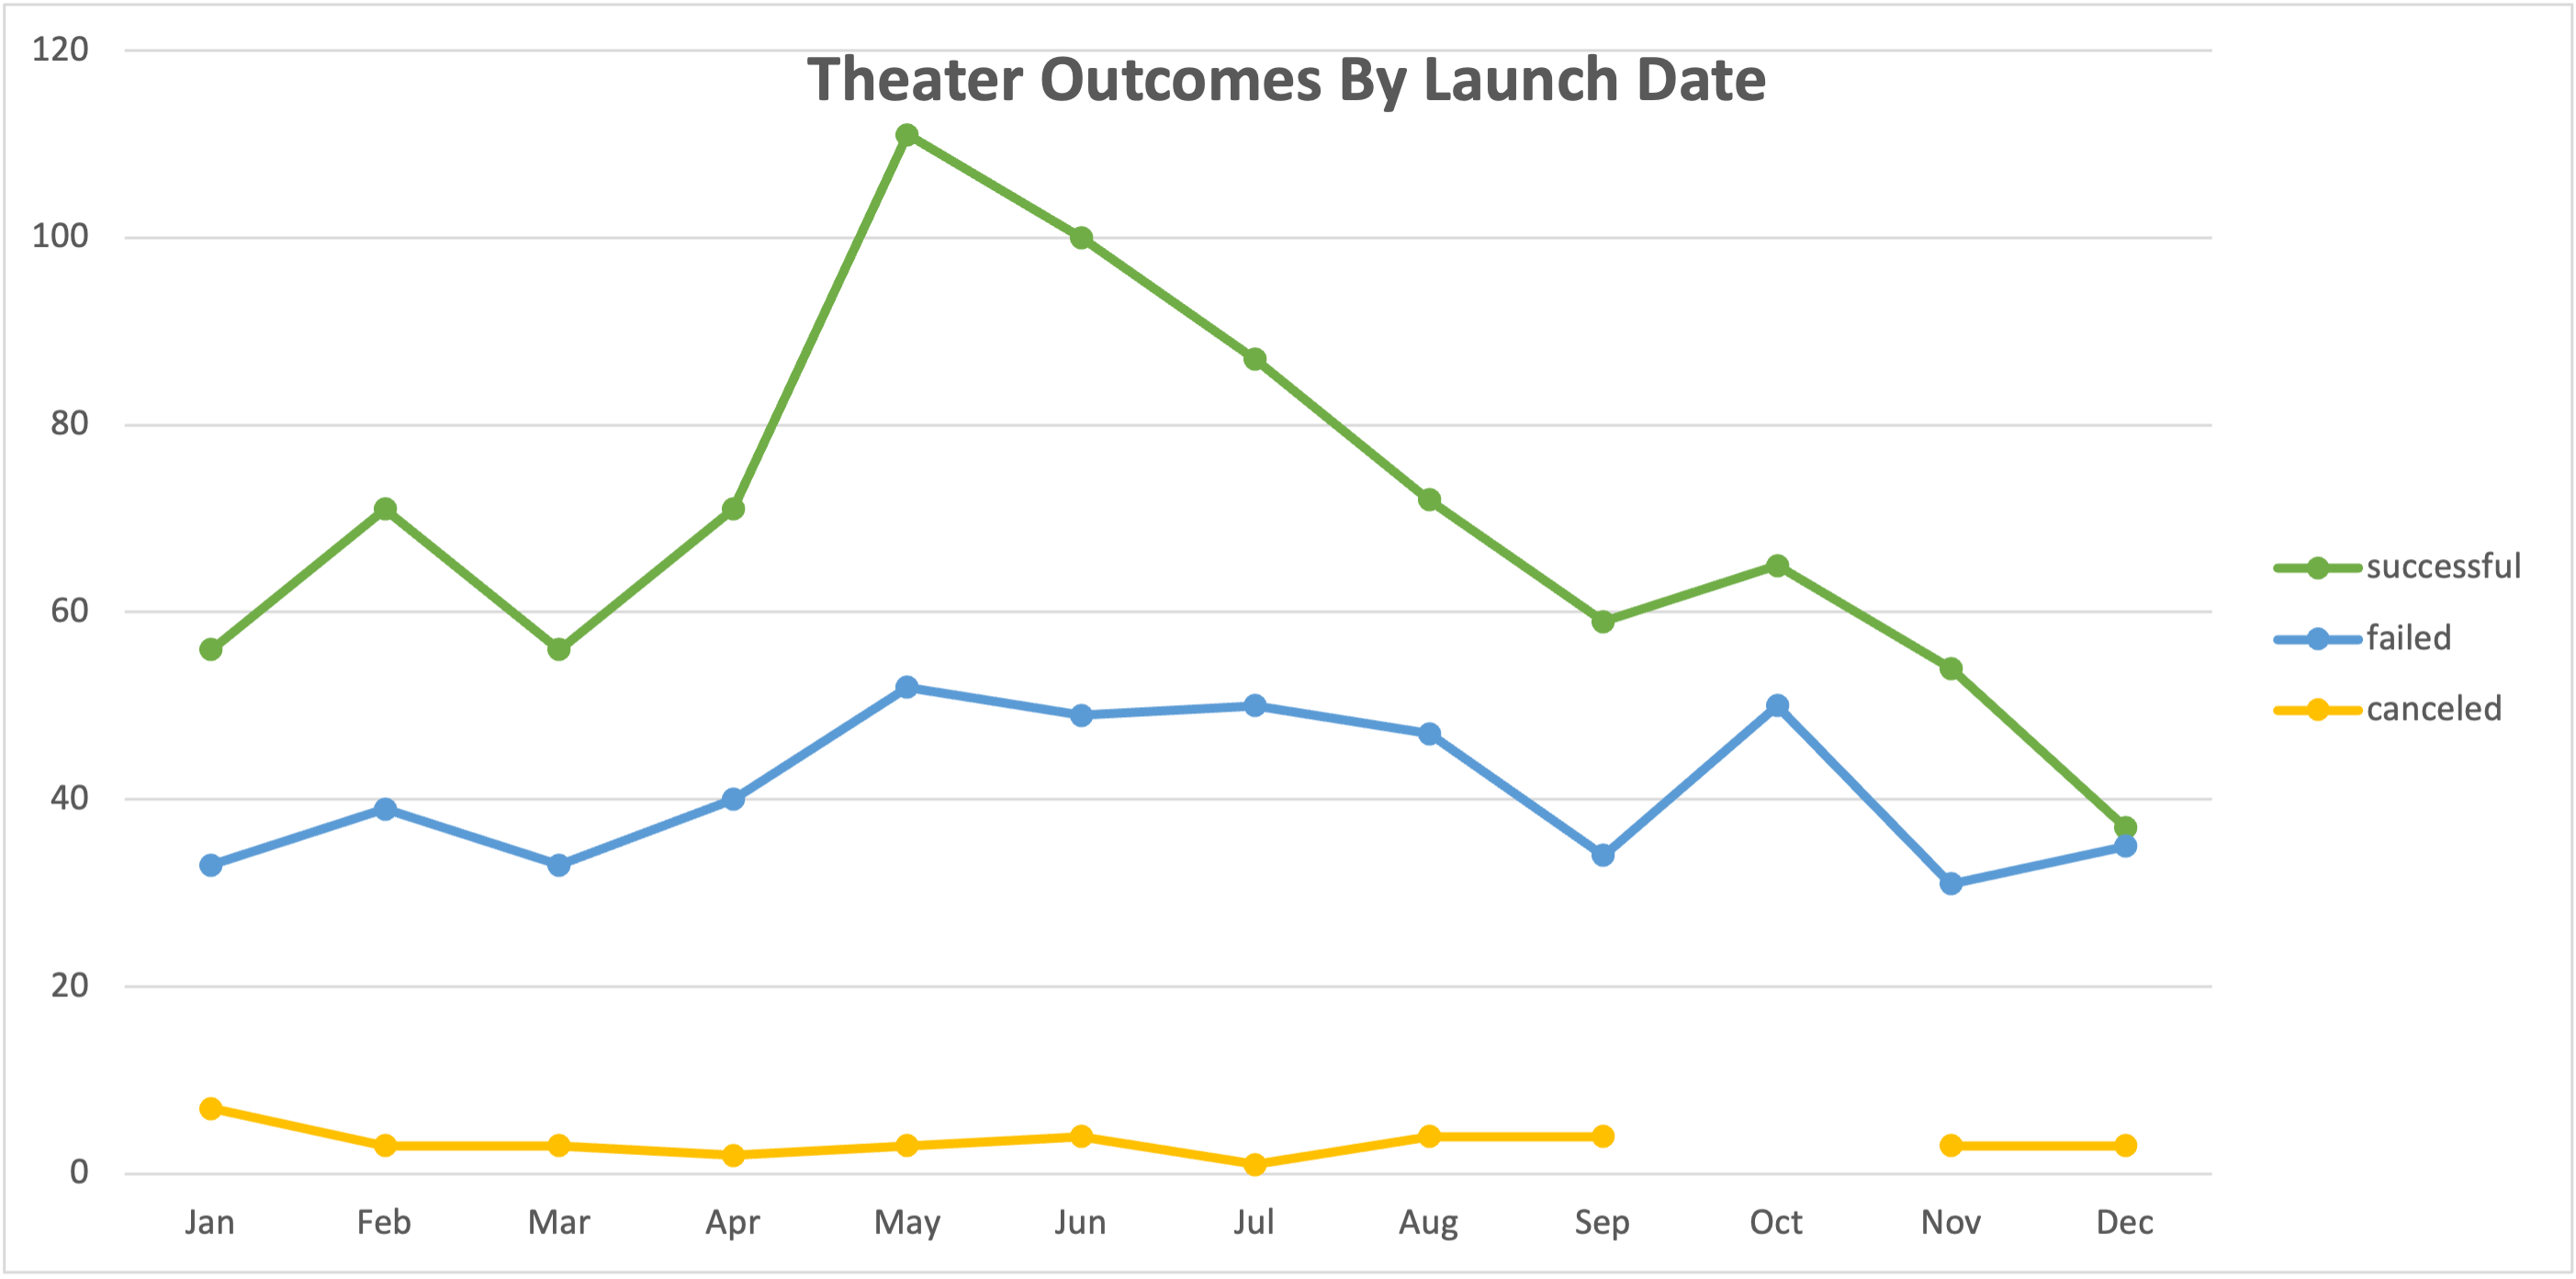 Theater Outcomes By Launch Date
120
100
80
60
40
20
0
Jan Feb Mar Apr May Jun Jul Aug Sep Oct Nov Dec
successful
failed
canceled